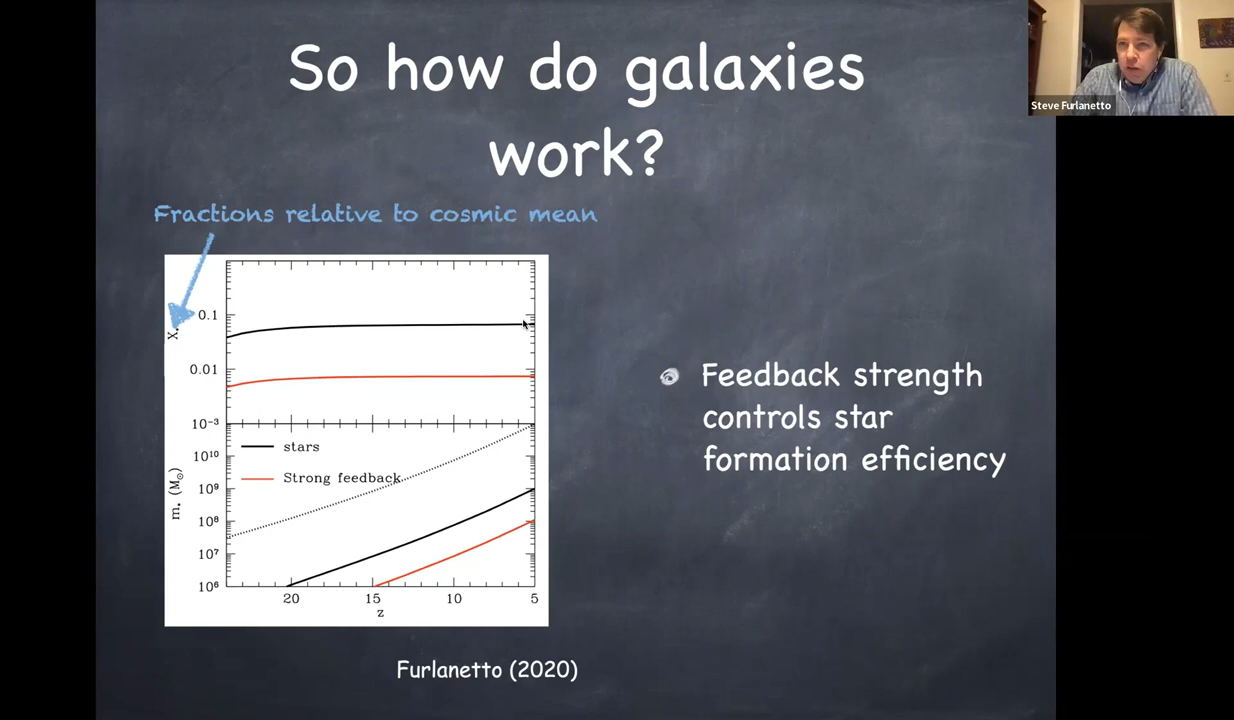 So how do galaxies
work?
Steve Furlanetto
Fractions relative to cosmic mean
X*
0.1
0.01
10⁻³
stars
Strong feedback
m* (M☉)
10¹⁰
10⁹
10⁸
10⁷
10⁶
20
15
10
5
z
Feedback strength
controls star
formation efficiency
Furlanetto (2020)